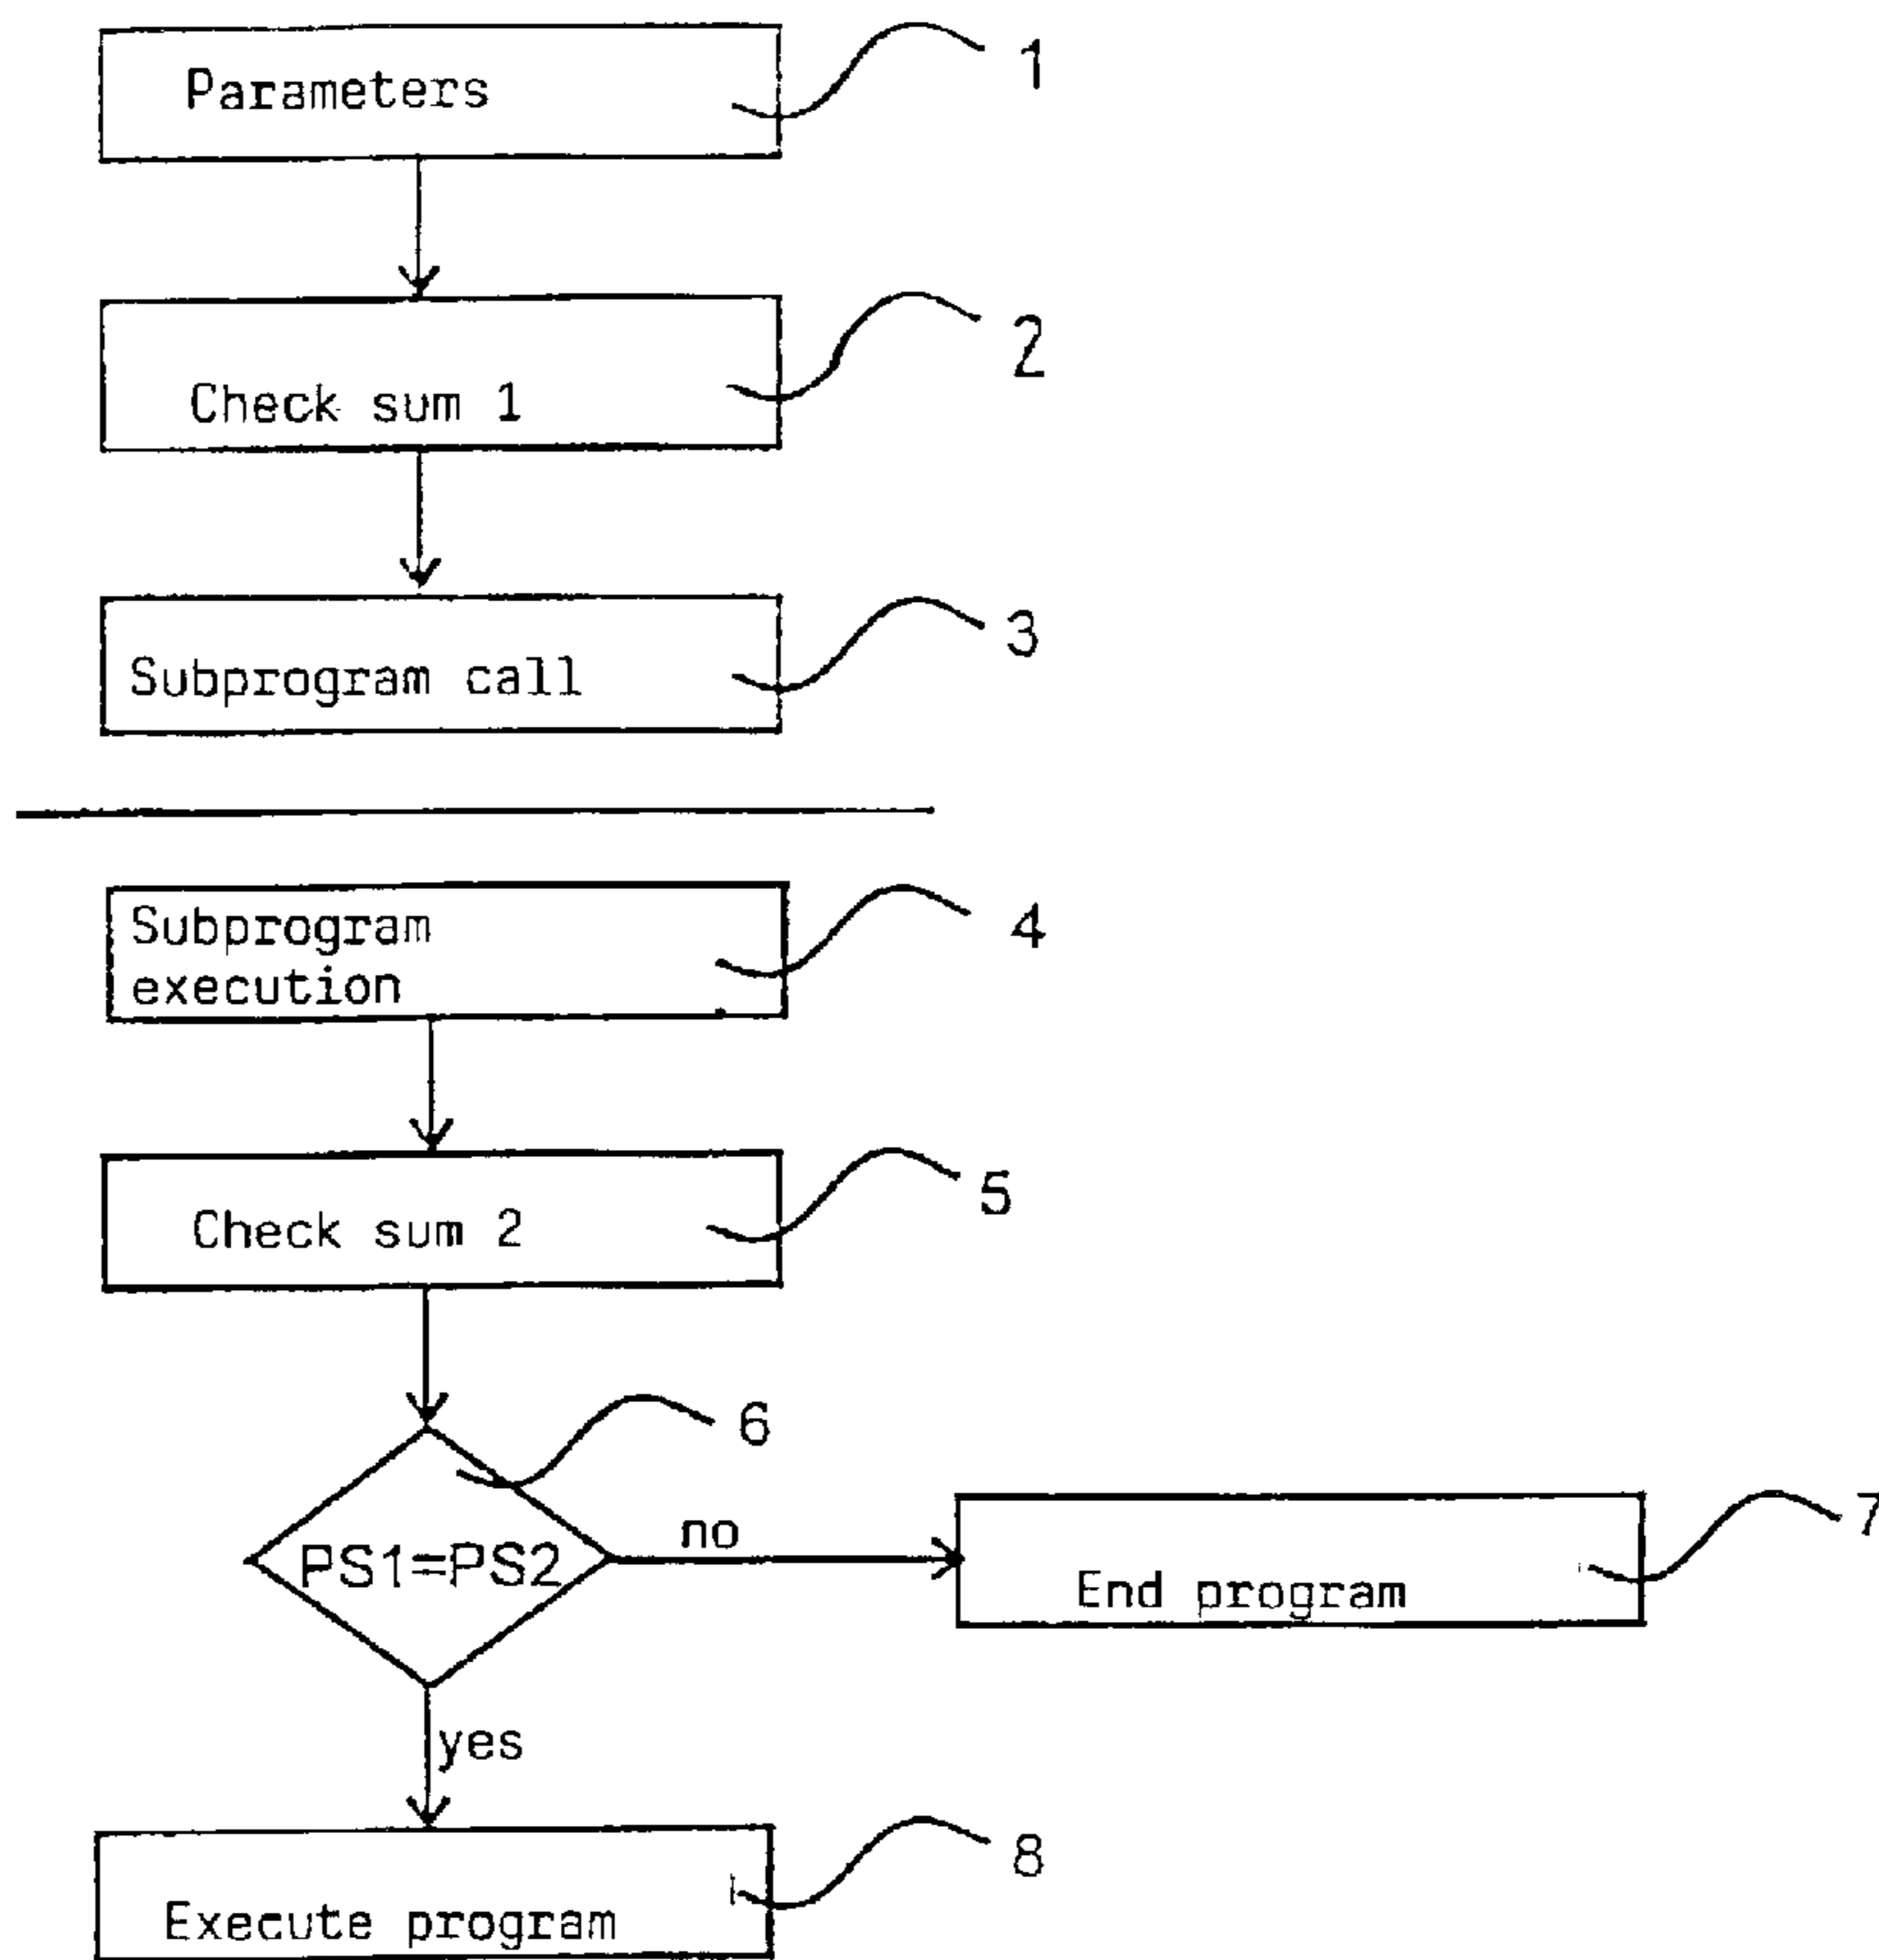 Parameters
1
Check sum 1
2
Subprogram call
3
Subprogram
execution
4
Check sum 2
5
6
PS1=PS2
no
End program
7
yes
Execute program
8